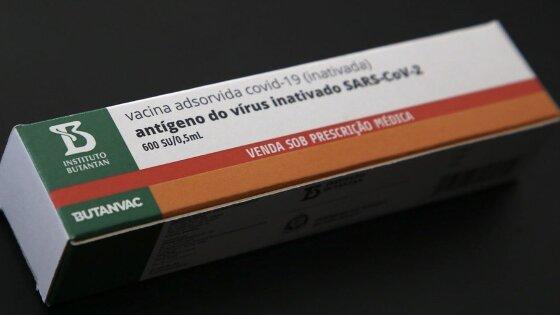 vacina adsorvida covid-19 (inativada)
antígeno do vírus inativado SARS-CoV-2
600 SU/0,5mL
INSTITUTO
BUTANTAN
VENDA SOB PRESCRIÇÃO MÉDICA
BUTANVAC